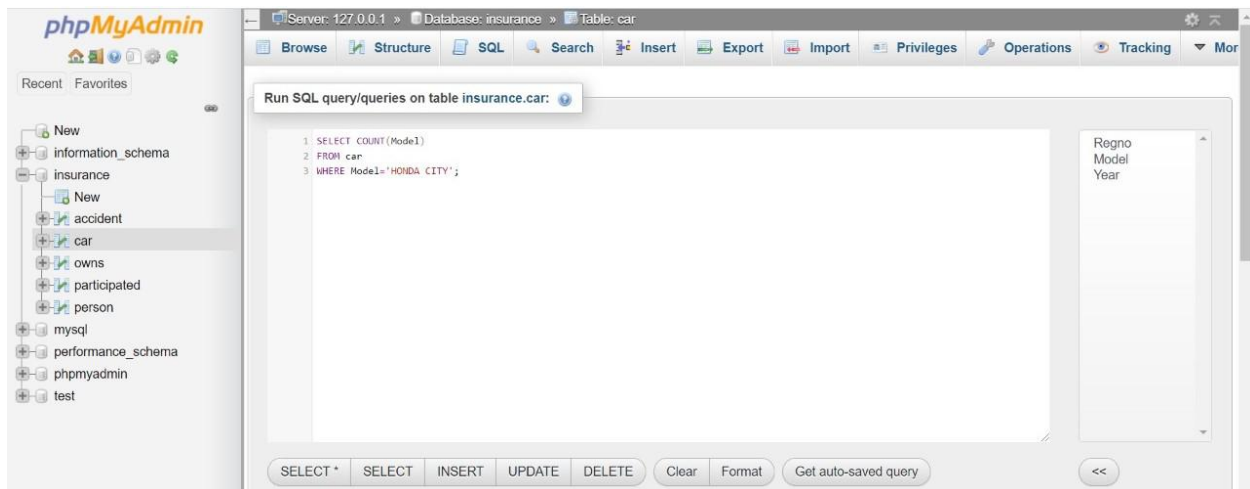 phpMyAdmin
Recent Favorites
New
information_schema
insurance
New
accident
car
owns
participated
person
mysql
performance_schema
phpmyadmin
test
Server: 127.0.0.1 » Database: insurance » Table: car
Browse Structure SQL Search Insert Export Import Privileges Operations Tracking Mor
Run SQL query/queries on table insurance.car:
1 SELECT COUNT(Model)
2 FROM car
3 WHERE Model='HONDA CITY';
Regno
Model
Year
SELECT * SELECT INSERT UPDATE DELETE Clear Format Get auto-saved query <<